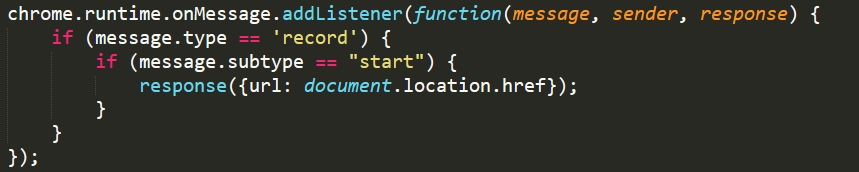 chrome.runtime.onMessage.addListener(function(message, sender, response) {
    if (message.type == 'record') {
        if (message.subtype == "start") {
            response({url: document.location.href});
        }
    }
});